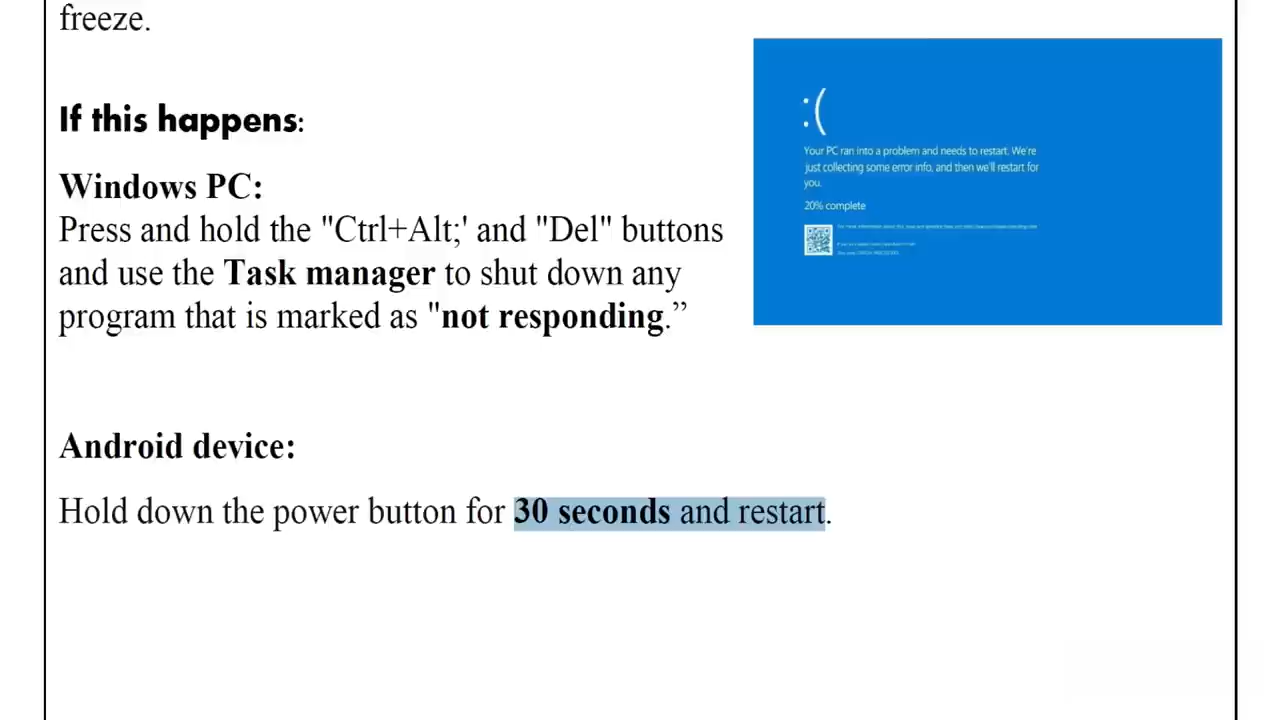 freeze.
If this happens:
Windows PC:
Press and hold the "Ctrl+Alt;' and "Del" buttons
and use the Task manager to shut down any
program that is marked as "not responding.”
:(
Your PC ran into a problem and needs to restart. We're
just collecting some error info, and then we'll restart for
you.
20% complete
Android device:
Hold down the power button for 30 seconds and restart.